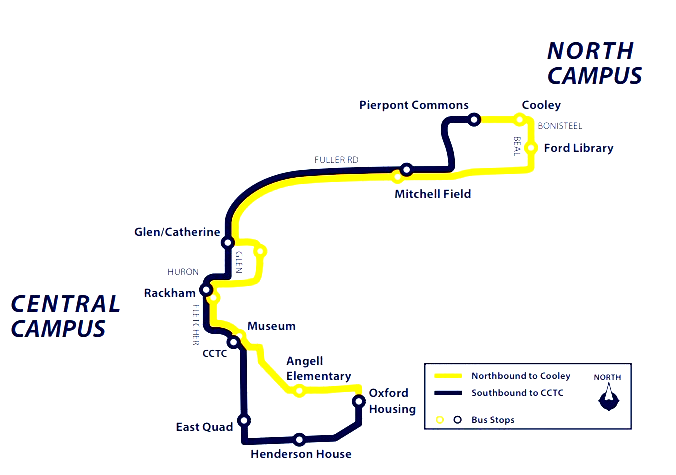 NORTH
CAMPUS
Pierpont Commons
Cooley
BONISTEEL
BEAL
Ford Library
FULLER RD
Mitchell Field
Glen/Catherine
GLEN
HURON
Rackham
FLETCHER
CENTRAL
CAMPUS
Museum
CCTC
Angell
Elementary
Oxford
Housing
East Quad
Henderson House
Northbound to Cooley
Southbound to CCTC
Bus Stops
NORTH